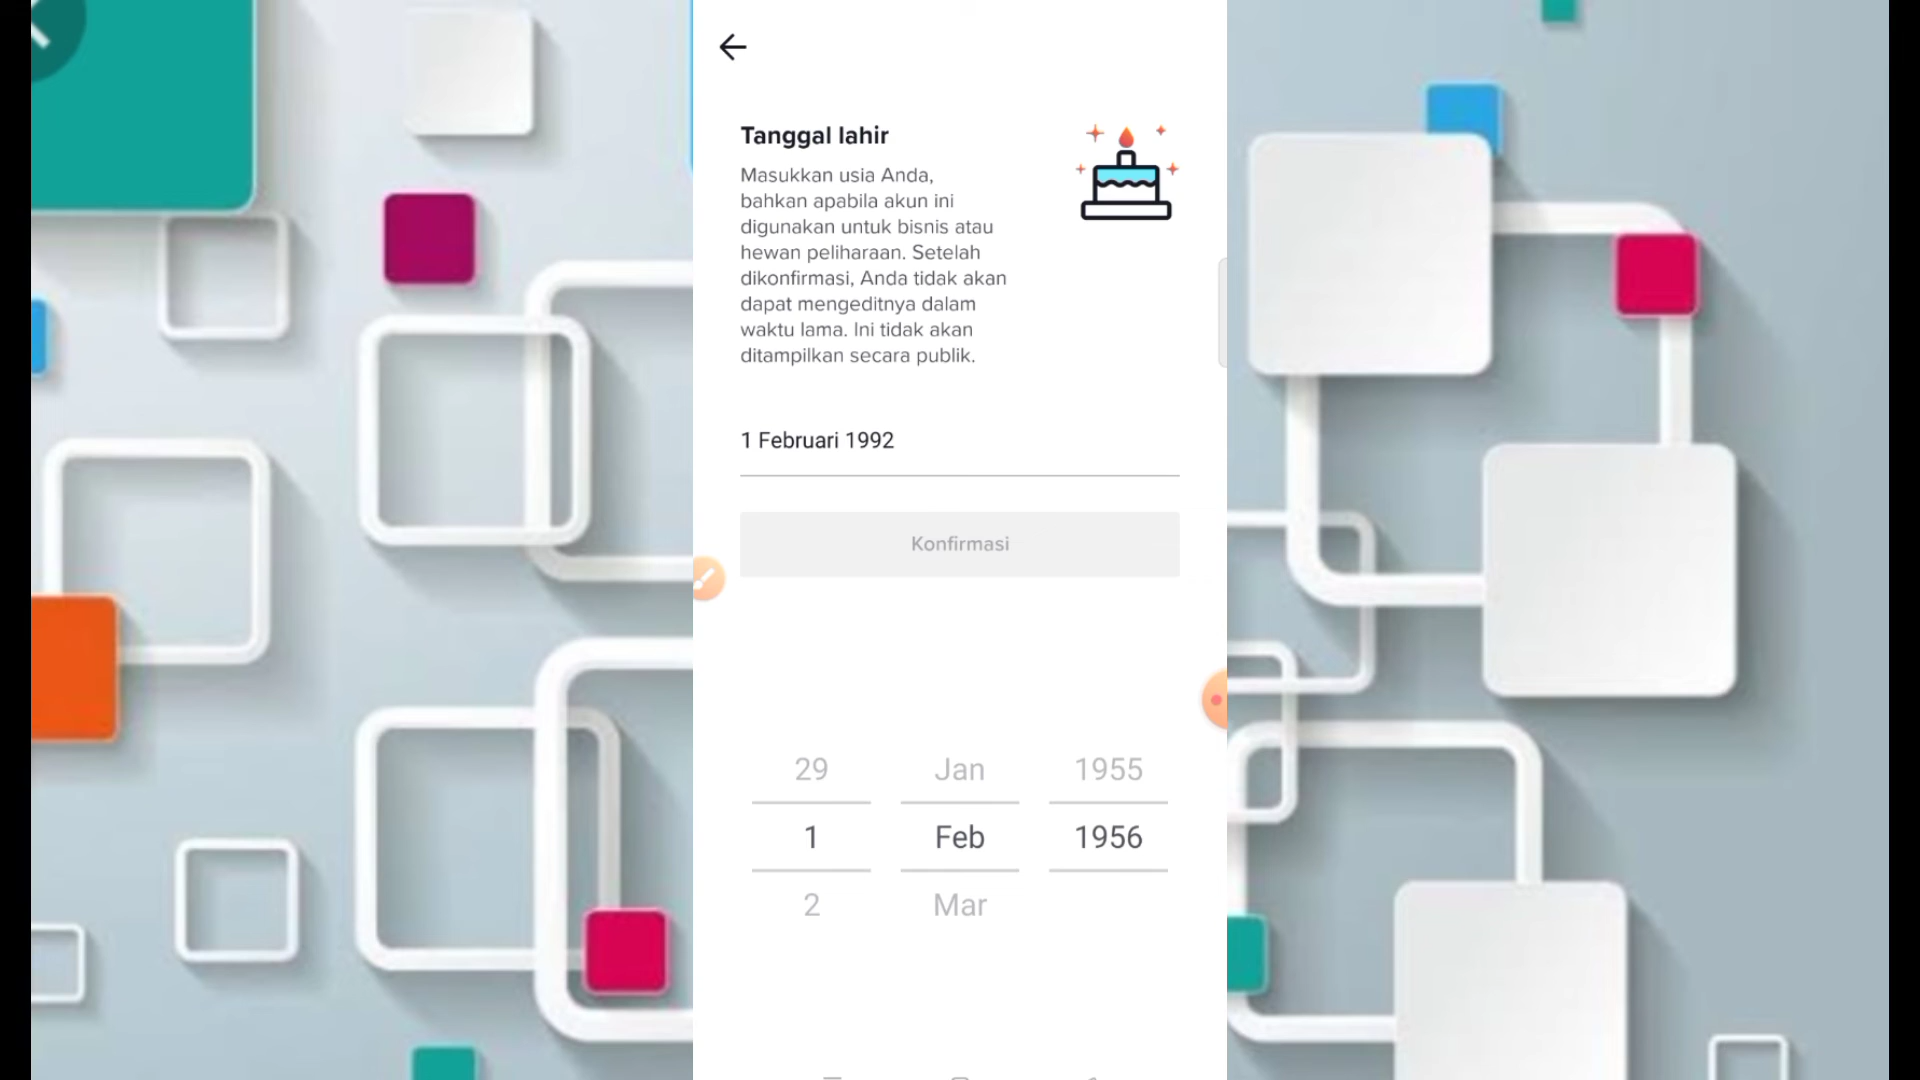 Tanggal lahir
Masukkan usia Anda,
bahkan apabila akun ini
digunakan untuk bisnis atau
hewan peliharaan. Setelah
dikonfirmasi, Anda tidak akan
dapat mengeditnya dalam
waktu lama. Ini tidak akan
ditampilkan secara publik.
1 Februari 1992
Konfirmasi
29 Jan 1955
1 Feb 1956
2 Mar